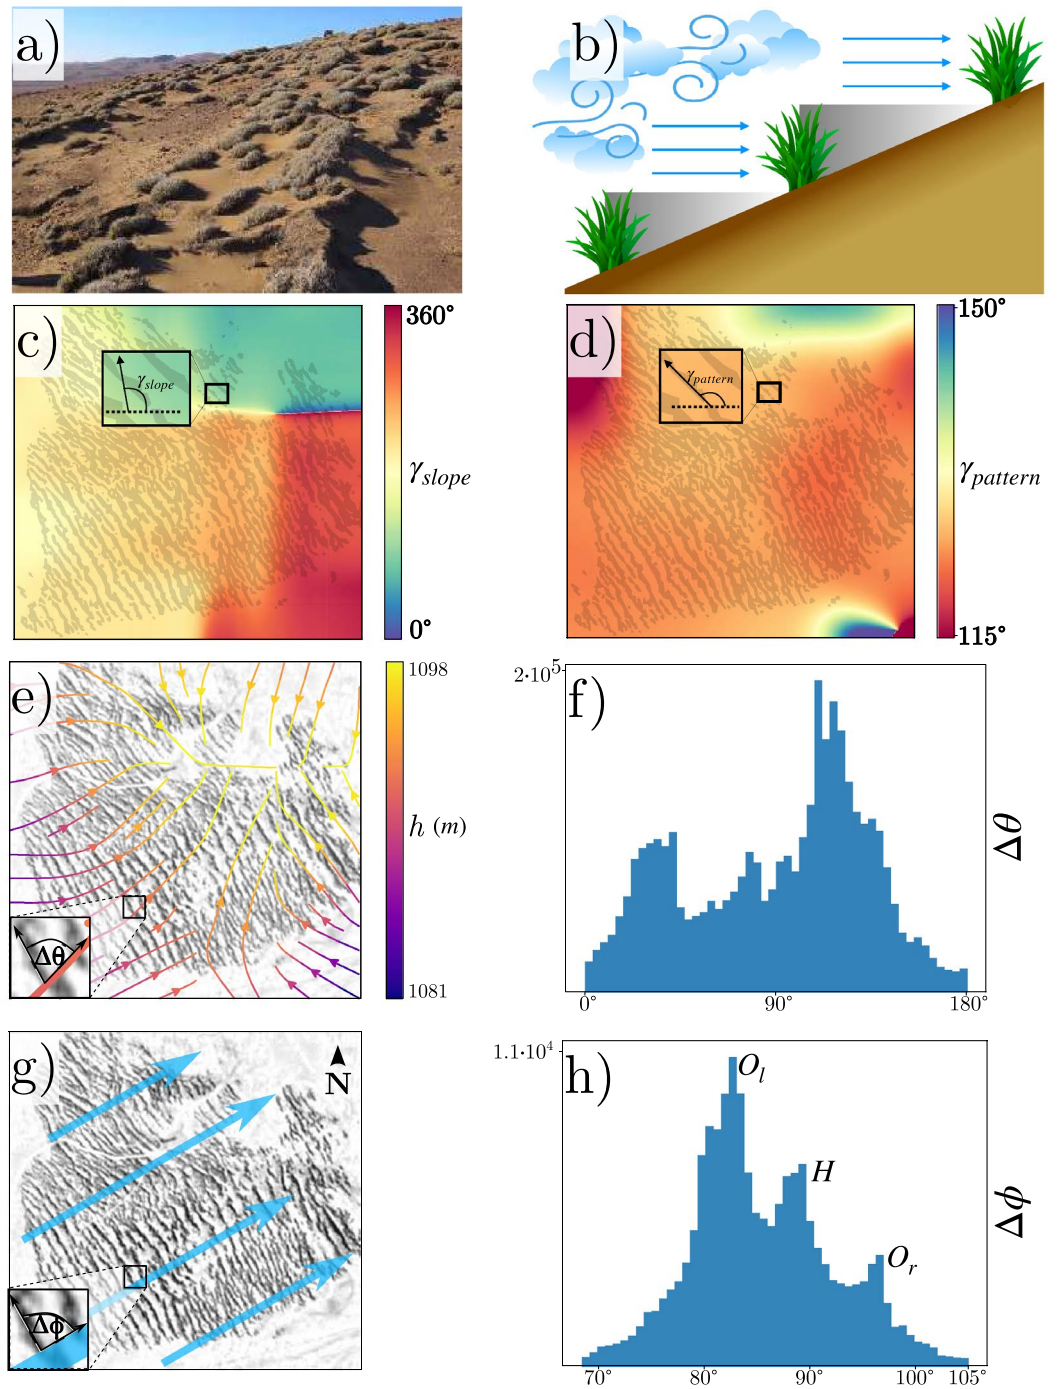 a)
b)
c)
γslope
360°
γslope
0°
d)
γpattern
150°
γpattern
115°
e)
Δθ
1098
h (m)
1081
f)
2·10⁵
0°
90°
180°
Δθ
g)
N
Δϕ
h)
1.1·10⁴
Oₗ
H
Oᵣ
70°
80°
90°
100°
105°
Δϕ